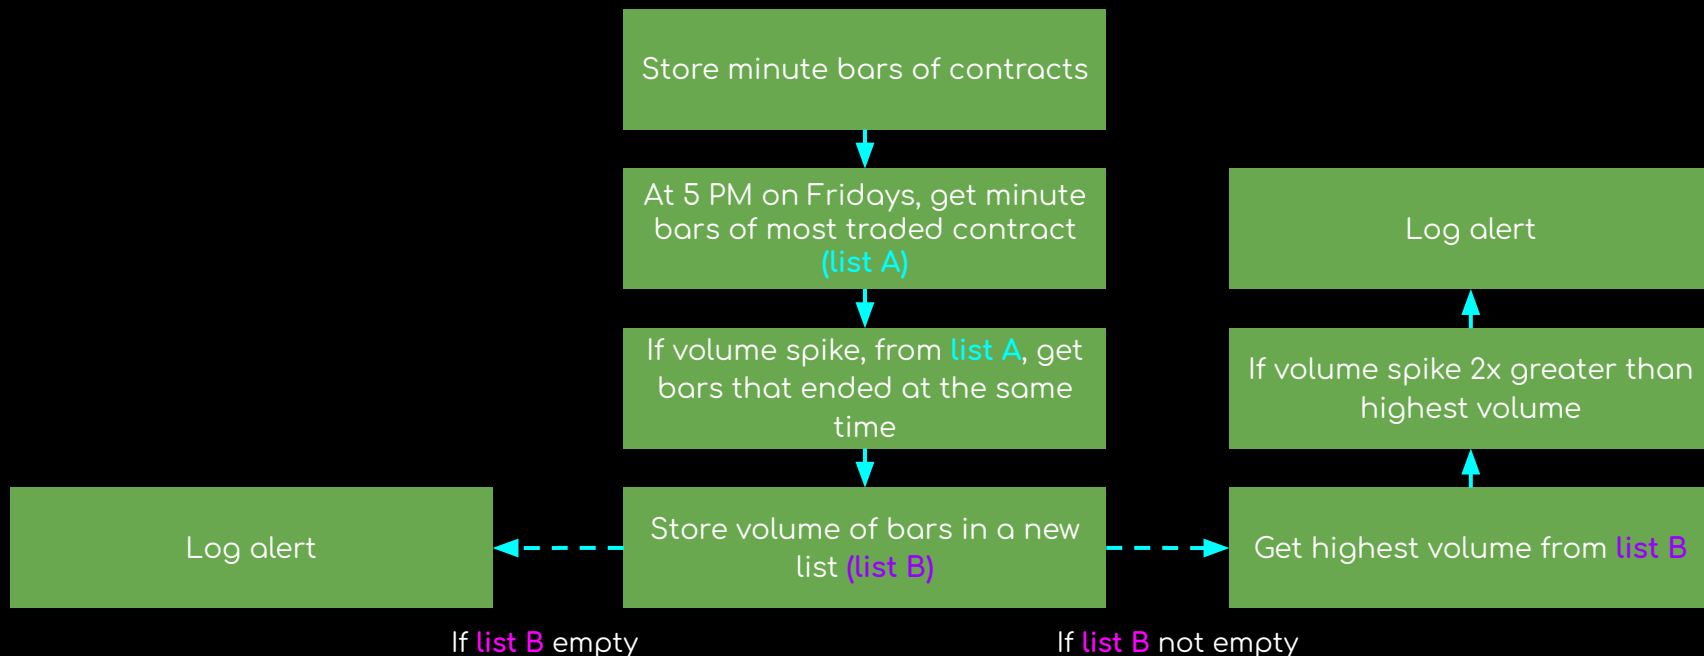 Store minute bars of contracts
At 5 PM on Fridays, get minute
bars of most traded contract
(list A)
If volume spike, from list A, get
bars that ended at the same
time
Store volume of bars in a new
list (list B)
Log alert
If list B empty
If list B not empty
Get highest volume from list B
If volume spike 2x greater than
highest volume
Log alert